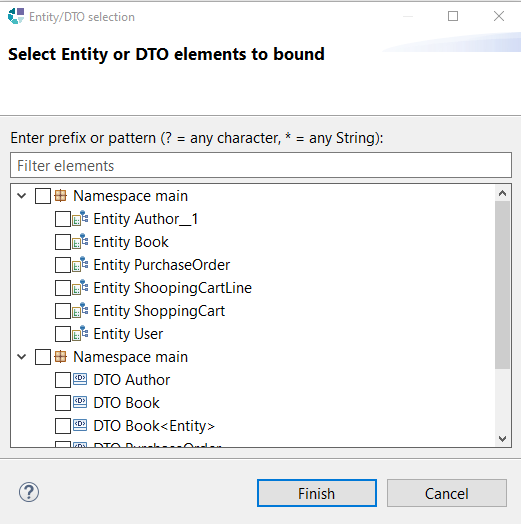 Entity/DTO selection
Select Entity or DTO elements to bound
Enter prefix or pattern (? = any character, * = any String):
Filter elements
Namespace main
Entity Author__1
Entity Book
Entity PurchaseOrder
Entity ShoopingCartLine
Entity ShoppingCart
Entity User
Namespace main
DTO Author
DTO Book
DTO Book<Entity>
DTO PurchaseOrder
?
Finish
Cancel